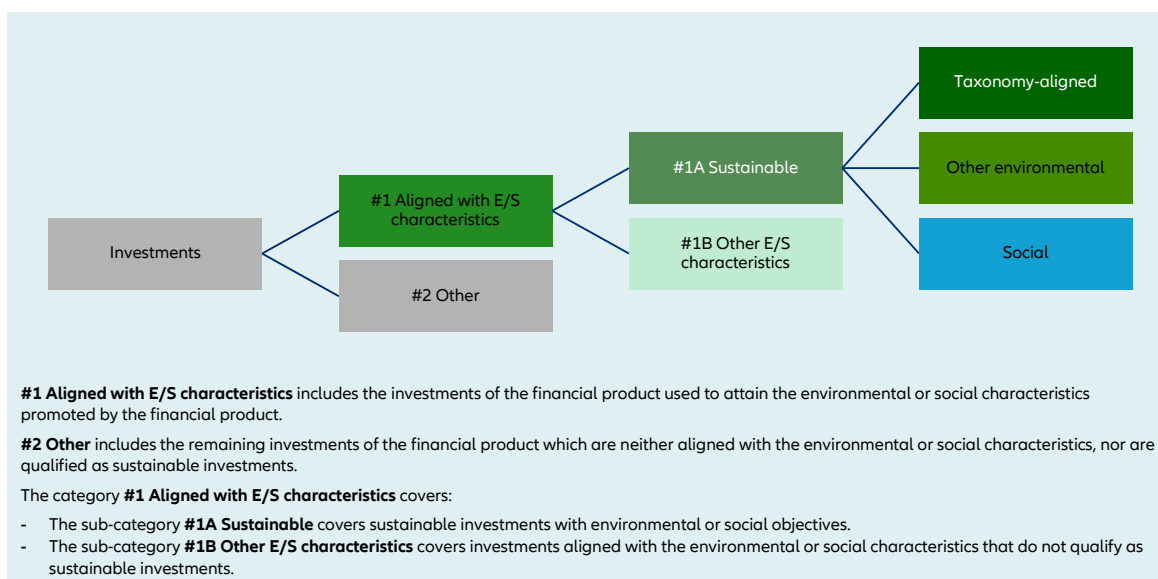 Taxonomy-aligned
#1A Sustainable
Other environmental
#1 Aligned with E/S
characteristics
Investments
#1B Other E/S
characteristics
Social
#2 Other
#1 Aligned with E/S characteristics includes the investments of the financial product used to attain the environmental or social characteristics
promoted by the financial product.
#2 Other includes the remaining investments of the financial product which are neither aligned with the environmental or social characteristics, nor are
qualified as sustainable investments.
The category #1 Aligned with E/S characteristics covers:
- The sub-category #1A Sustainable covers sustainable investments with environmental or social objectives.
- The sub-category #1B Other E/S characteristics covers investments aligned with the environmental or social characteristics that do not qualify as
sustainable investments.